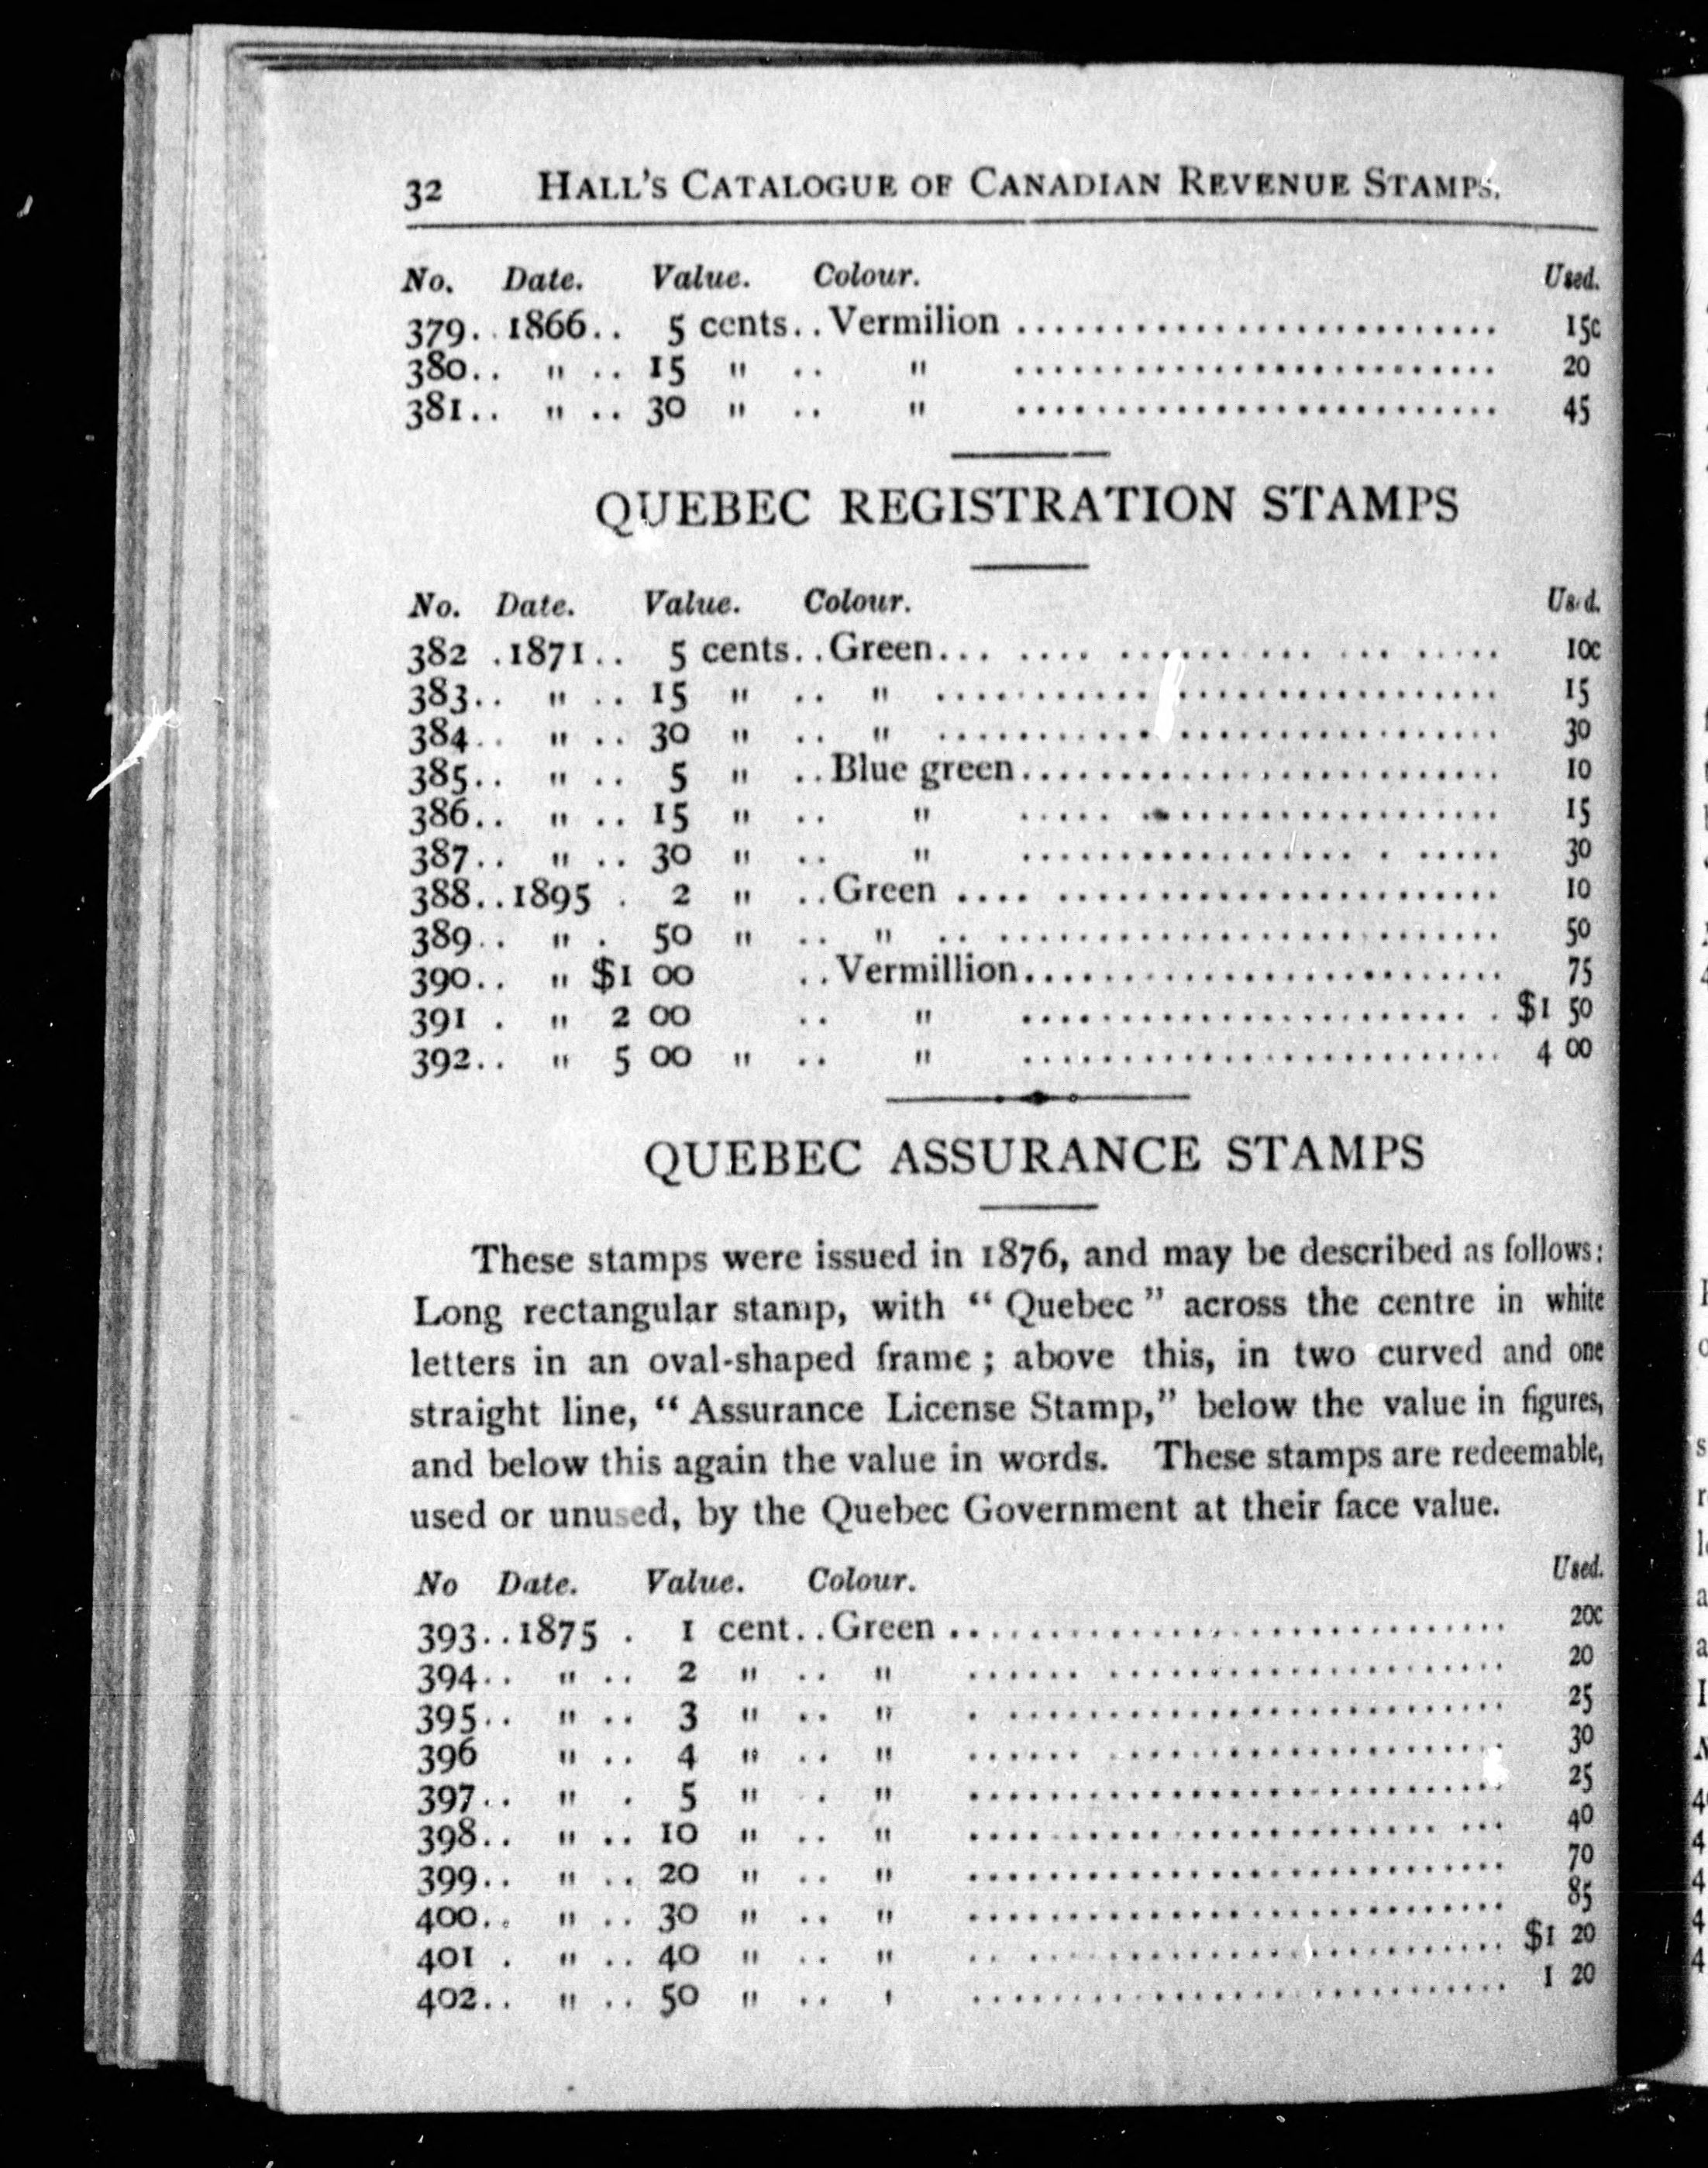 32 HALL'S CATALOGUE OF CANADIAN REVENUE STAMPS.
No. Date. Value. Colour. Used.
379. . 1866 . . 5 cents . . Vermilion .......................... 15c
380 . . " . . 15 " . . " .......................... 20
381 . . " . . 30 " . . " .......................... 45
QUEBEC REGISTRATION STAMPS
No. Date. Value. Colour. Used.
382 . 1871 . . 5 cents . . Green .......................... 10c
383 . . " . . 15 " . . " .......................... 15
384 . . " . . 30 " . . " .......................... 30
385 . . " . . 5 " . . Blue green .......................... 10
386 . . " . . 15 " . . " .......................... 15
387 . . " . . 30 " . . " .......................... 30
388 . . 1895 . 2 " . . Green .......................... 10
389 . . " . 50 " . . " .......................... 50
390 . . " $1 00 . . Vermillion .......................... 75
391 . " 2 00 . . " .......................... $1 50
392 . . " 5 00 " . . " .......................... 4 00
QUEBEC ASSURANCE STAMPS
These stamps were issued in 1876, and may be described as follows:
Long rectangular stamp, with " Quebec " across the centre in white
letters in an oval-shaped frame ; above this, in two curved and one
straight line, " Assurance License Stamp," below the value in figures,
and below this again the value in words. These stamps are redeemable,
used or unused, by the Quebec Government at their face value.
No Date. Value. Colour. Used.
393 . . 1875 . 1 cent . . Green .......................... 20c
394 . . " . . 2 " . . " .......................... 20
395 . . " . . 3 " . . " .......................... 25
396 " . . 4 " . . " .......................... 30
397 . . " . 5 " . . " .......................... 25
398 . . " . . 10 " . . " .......................... 40
399 . . " . . 20 " . . " .......................... 70
400 . . " . . 30 " . . " .......................... 85
401 . " . . 40 " . . " .......................... $1 20
402 . . " . . 50 " . . ' .......................... 1 20